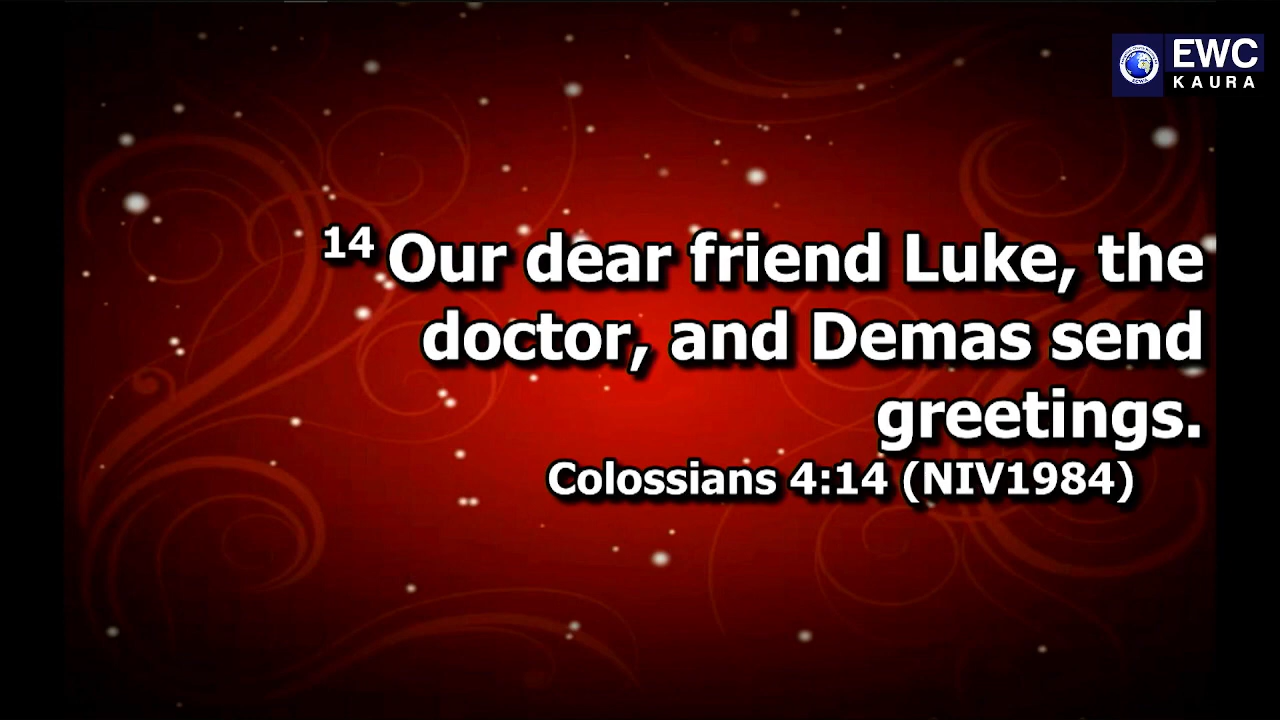 EWC
KAURA
14 Our dear friend Luke, the
doctor, and Demas send
greetings.
Colossians 4:14 (NIV1984)